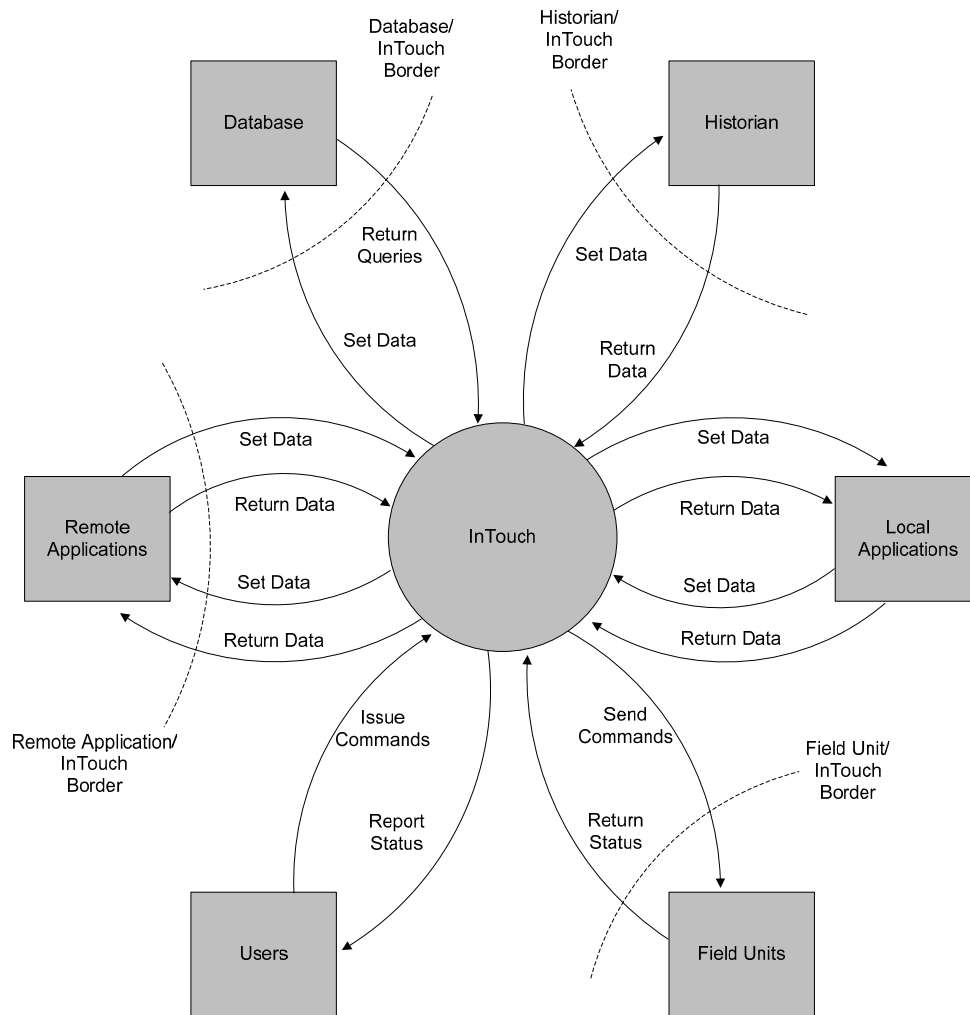 Database/
InTouch
Border
Historian/
InTouch
Border
Database
Historian
Return
Queries
Set Data
Set Data
Return
Data
Set Data
Return Data
Set Data
Return Data
Remote
Applications
InTouch
Set Data
Return Data
Set Data
Return Data
Local
Applications
Remote Application/
InTouch
Border
Issue
Commands
Report
Status
Send
Commands
Return
Status
Field Unit/
InTouch
Border
Users
Field Units